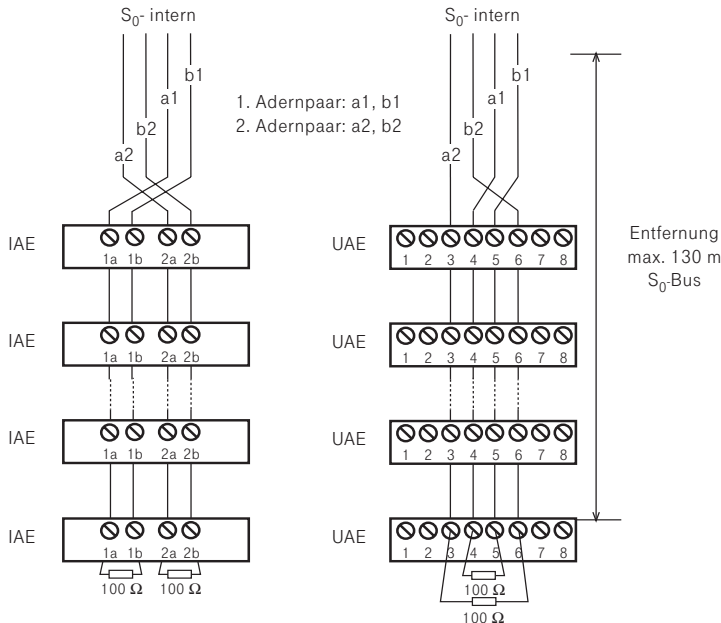 S0- intern
b1
a1
b2
a2
1. Adernpaar: a1, b1
2. Adernpaar: a2, b2
S0- intern
b1
a1
b2
a2
IAE
1a 1b 2a 2b
UAE
1 2 3 4 5 6 7 8
Entfernung
max. 130 m
S0-Bus
IAE
1a 1b 2a 2b
UAE
1 2 3 4 5 6 7 8
IAE
1a 1b 2a 2b
UAE
1 2 3 4 5 6 7 8
IAE
1a 1b 2a 2b
100 Ω 100 Ω
UAE
1 2 3 4 5 6 7 8
100 Ω
100 Ω